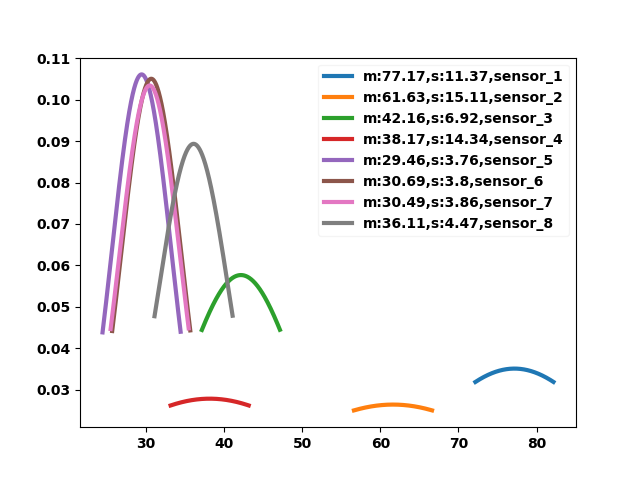 0.11
0.10
0.09
0.08
0.07
0.06
0.05
0.04
0.03
m:77.17,s:11.37,sensor_1
m:61.63,s:15.11,sensor_2
m:42.16,s:6.92,sensor_3
m:38.17,s:14.34,sensor_4
m:29.46,s:3.76,sensor_5
m:30.69,s:3.8,sensor_6
m:30.49,s:3.86,sensor_7
m:36.11,s:4.47,sensor_8
30 40 50 60 70 80